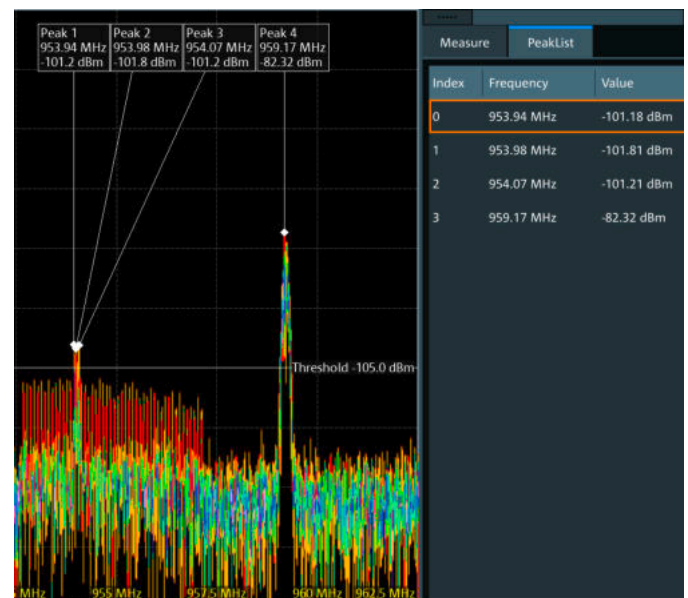 Peak 1
953.94 MHz
-101.2 dBm
Peak 2
953.98 MHz
-101.8 dBm
Peak 3
954.07 MHz
-101.2 dBm
Peak 4
959.17 MHz
-82.32 dBm
Threshold -105.0 dBm
MHz
955 MHz
957.5 MHz
960 MHz
962.5 MHz
Measure PeakList
Index Frequency Value
0 953.94 MHz -101.18 dBm
1 953.98 MHz -101.81 dBm
2 954.07 MHz -101.21 dBm
3 959.17 MHz -82.32 dBm